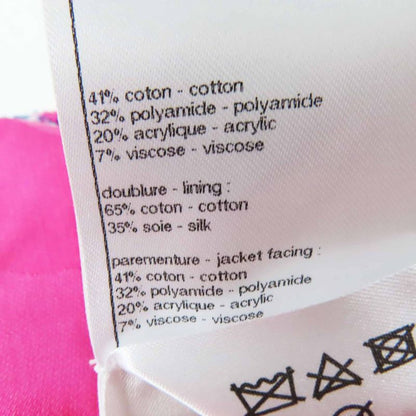 41% coton - cotton
32% polyamide - polyamide
20% acrylique - acrylic
7% viscose - viscose
doublure - lining :
65% coton - cotton
35% soie - silk
parementure - jacket facing :
41% coton - cotton
32% polyamide - polyamide
20% acrylique - acrylic
7% viscose - viscose